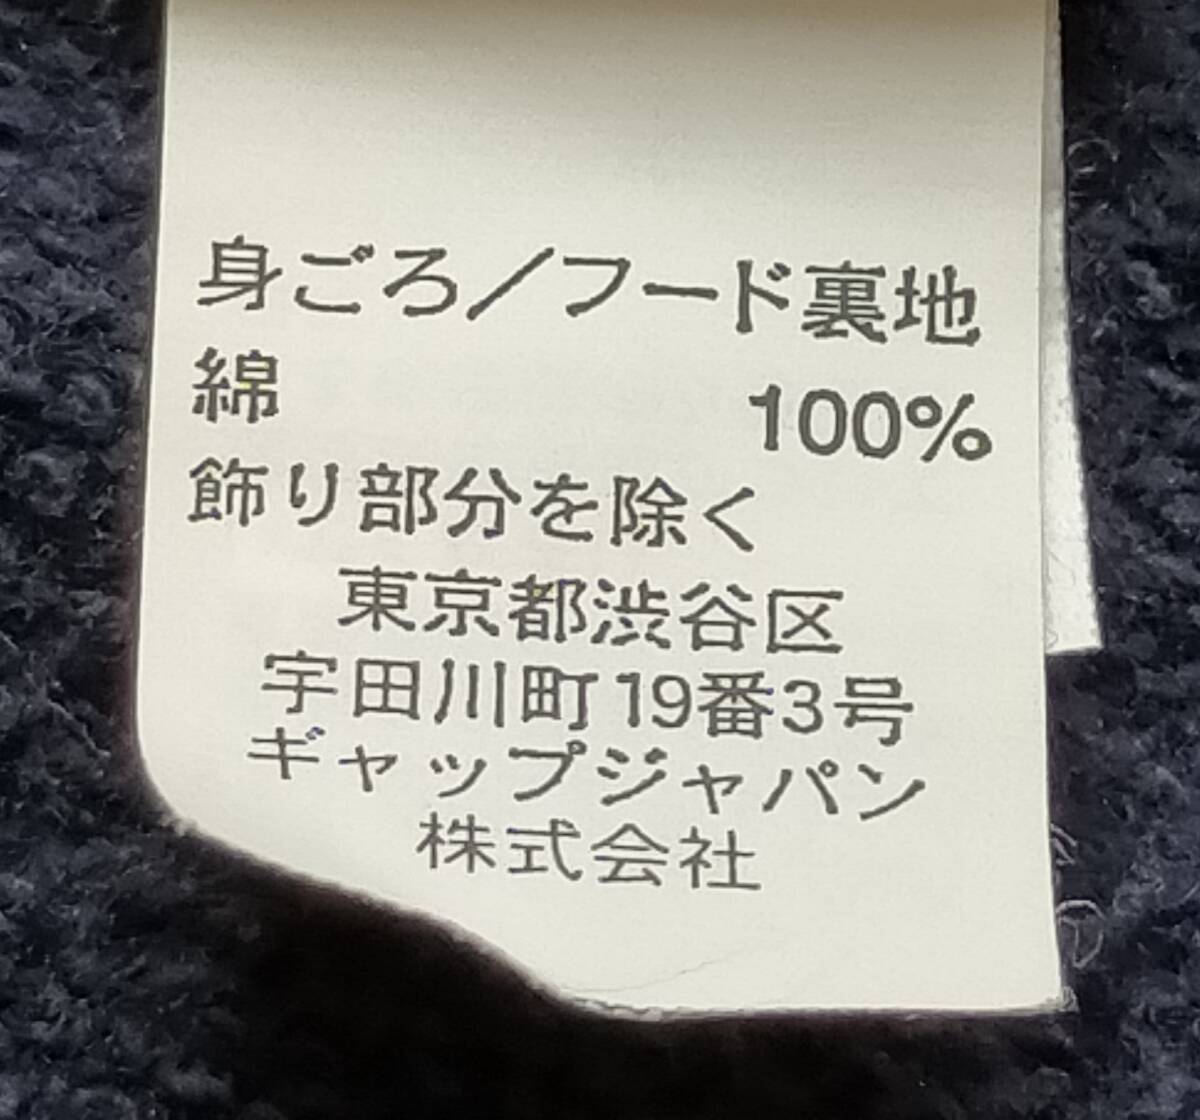 身ごろ／フード裏地
綿 100%
飾り部分を除く
東京都渋谷区
宇田川町19番3号
ギャップジャパン
株式会社